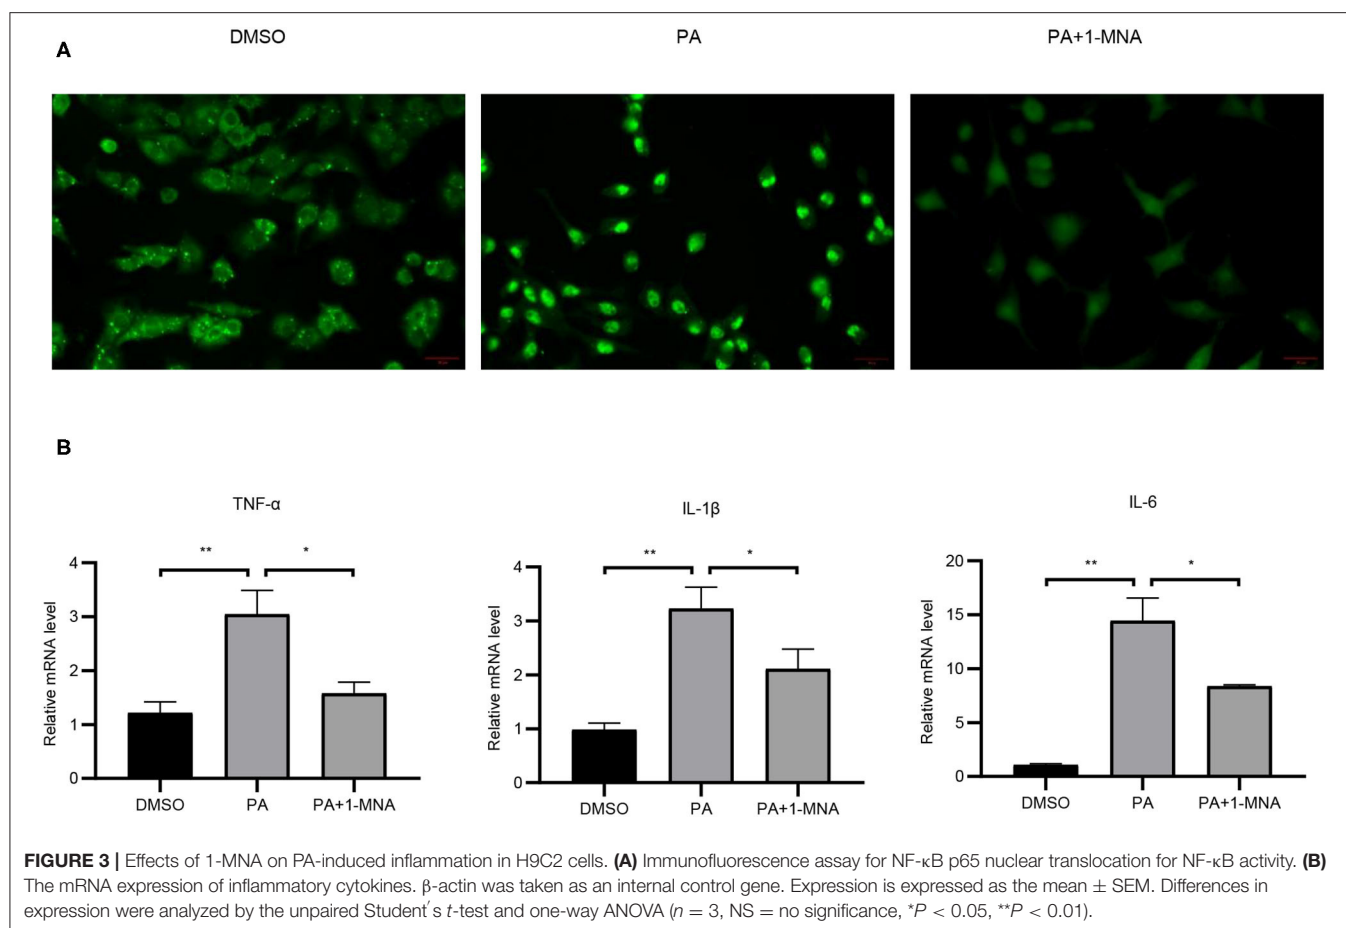 A
DMSO
PA
PA+1-MNA
B
TNF-α
Relative mRNA level
4
3
2
1
0
**
*
DMSO
PA
PA+1-MNA
IL-1β
Relative mRNA level
4
3
2
1
0
**
*
DMSO
PA
PA+1-MNA
IL-6
Relative mRNA level
20
15
10
5
0
**
*
DMSO
PA
PA+1-MNA
FIGURE 3 | Effects of 1-MNA on PA-induced inflammation in H9C2 cells. (A) Immunofluorescence assay for NF-κB p65 nuclear translocation for NF-κB activity. (B)
The mRNA expression of inflammatory cytokines. β-actin was taken as an internal control gene. Expression is expressed as the mean ± SEM. Differences in
expression were analyzed by the unpaired Student′s t-test and one-way ANOVA (n = 3, NS = no significance, *P < 0.05, **P < 0.01).